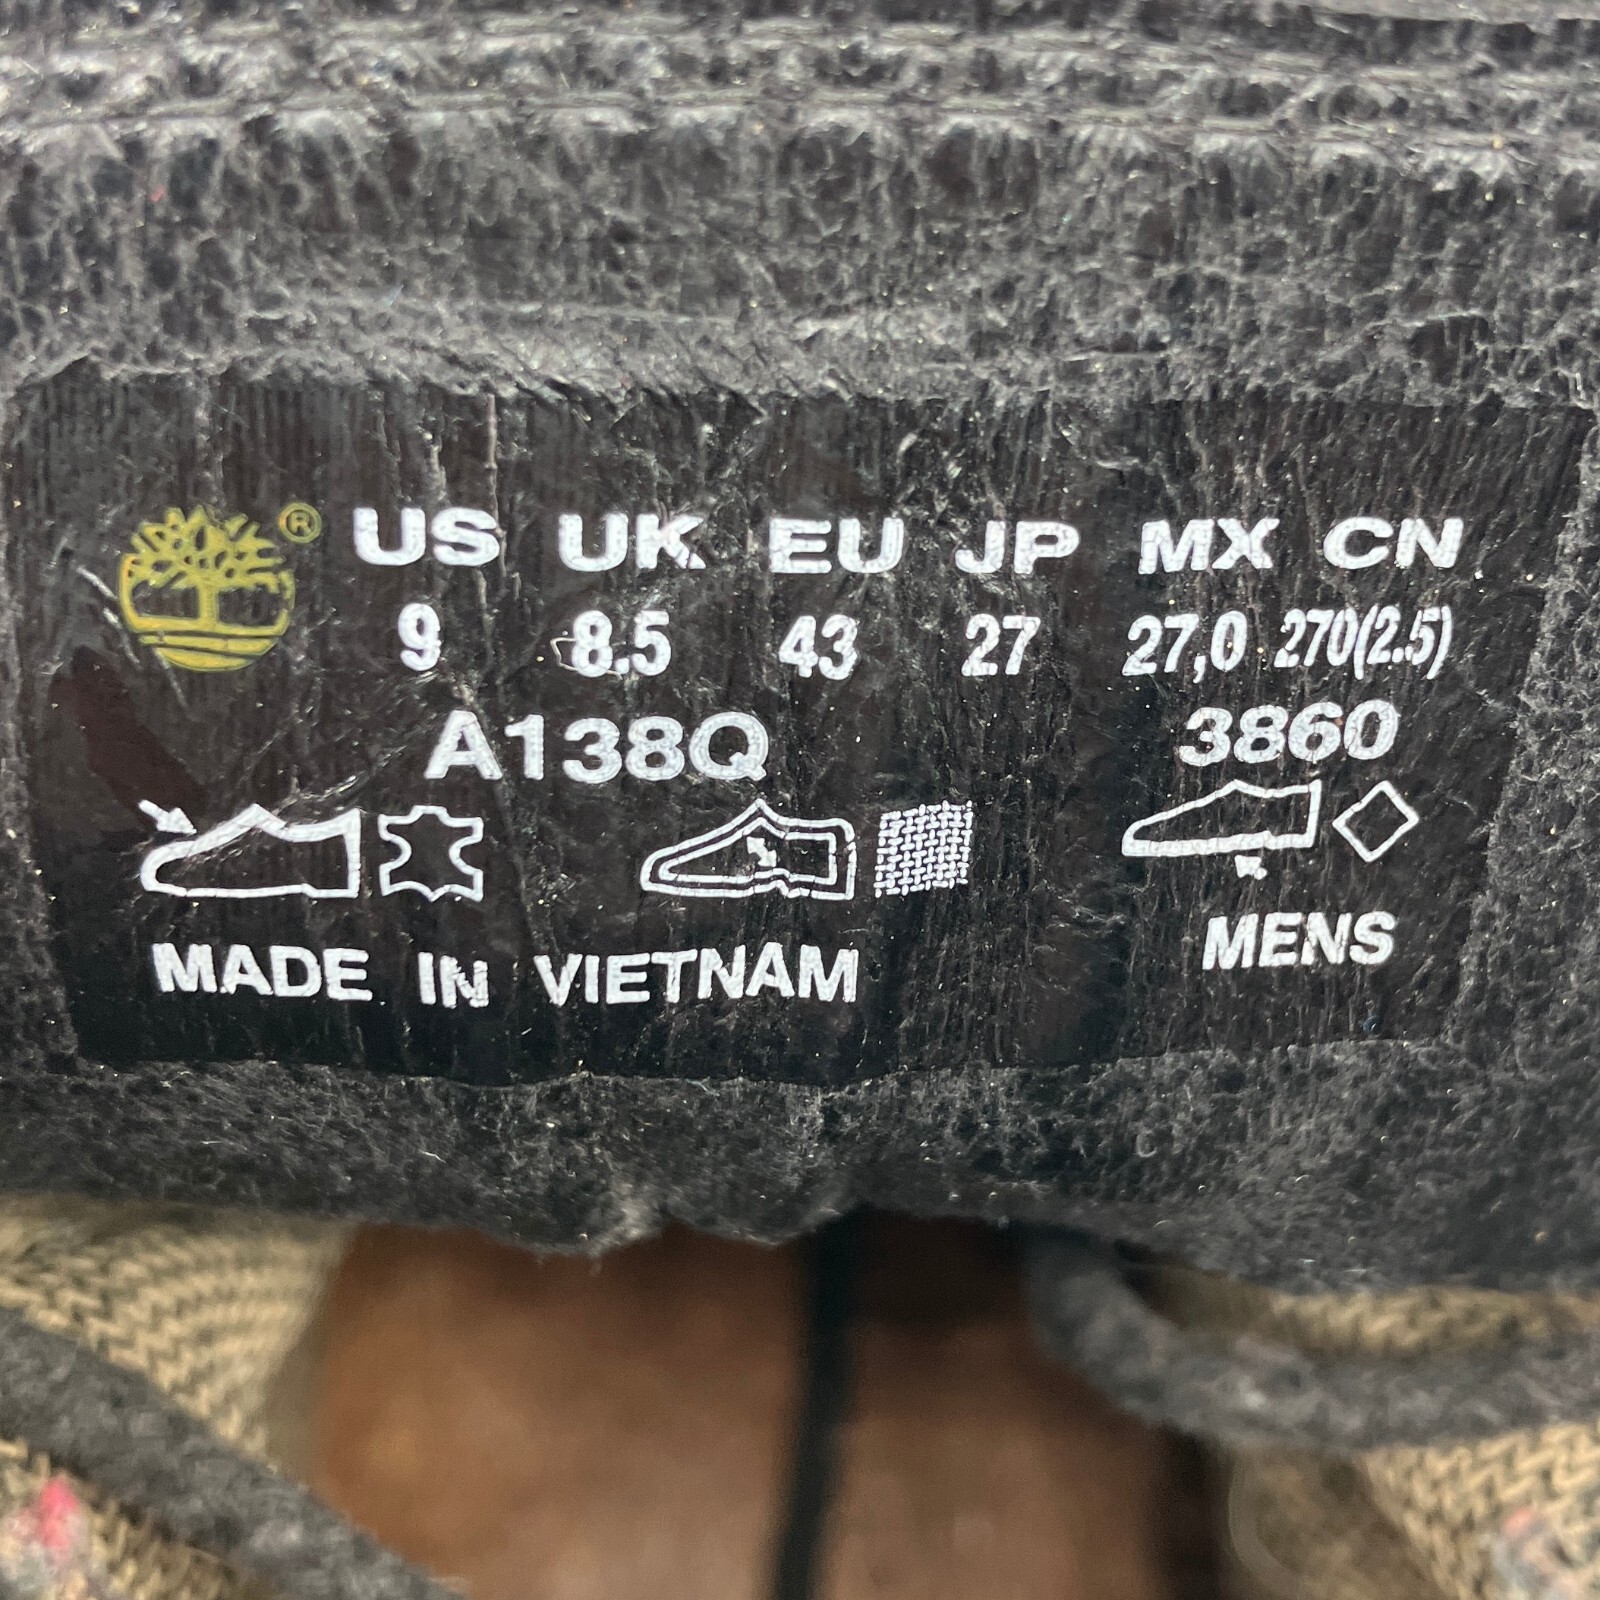 ® US UK EU JP MX CN
9 8.5 43 27 27,0 270(2.5)
A138Q 3860
MADE IN VIETNAM MENS